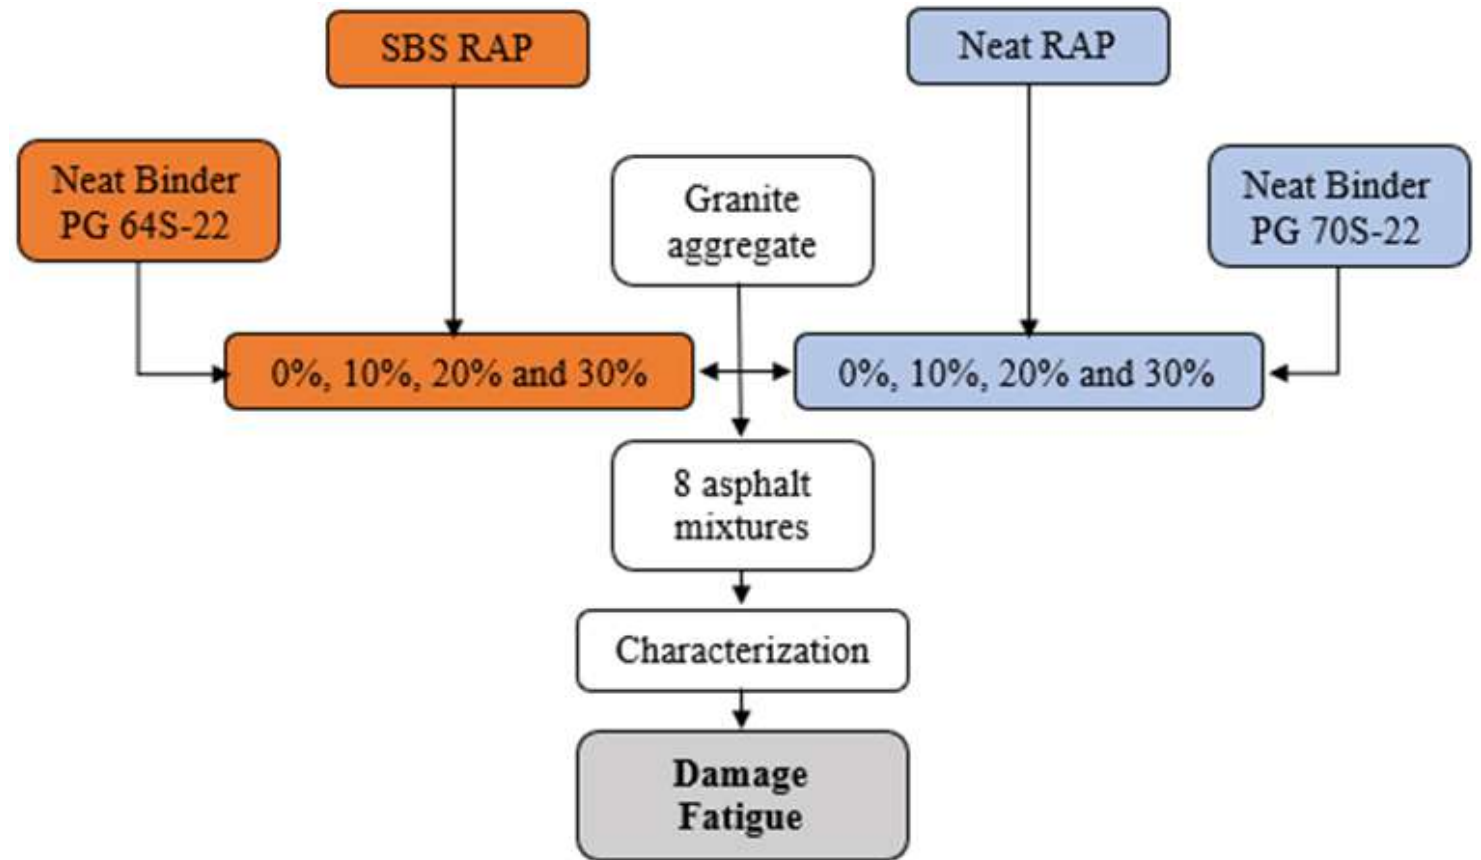 SBS RAP
Neat RAP
Neat Binder
PG 64S-22
Granite
aggregate
Neat Binder
PG 70S-22
0%, 10%, 20% and 30%
0%, 10%, 20% and 30%
8 asphalt
mixtures
Characterization
Damage
Fatigue